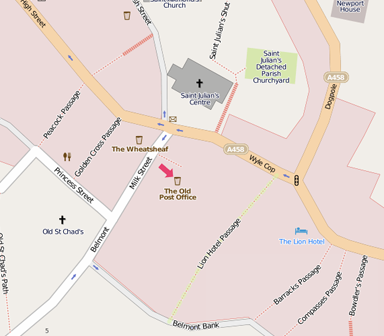 High Street
Church
St Julian's Shut
Newport
House
sh Street
Saint
Julian's
Detached
Parish
Churchyard
A458
Dogpole
Saint Julian's
Centre
Peacock Passage
Golden Cross Passage
The Wheatsheaf
Milk Street
A458
Wyle Cop
Princess Street
The Old
Post Office
Old St Chad's
Belmont
Lion Hotel Passage
The Lion Hotel
Old St Chad's Path
Barracks Passage
Compasses Passage
Bowdler's Passage
Belmont Bank
5